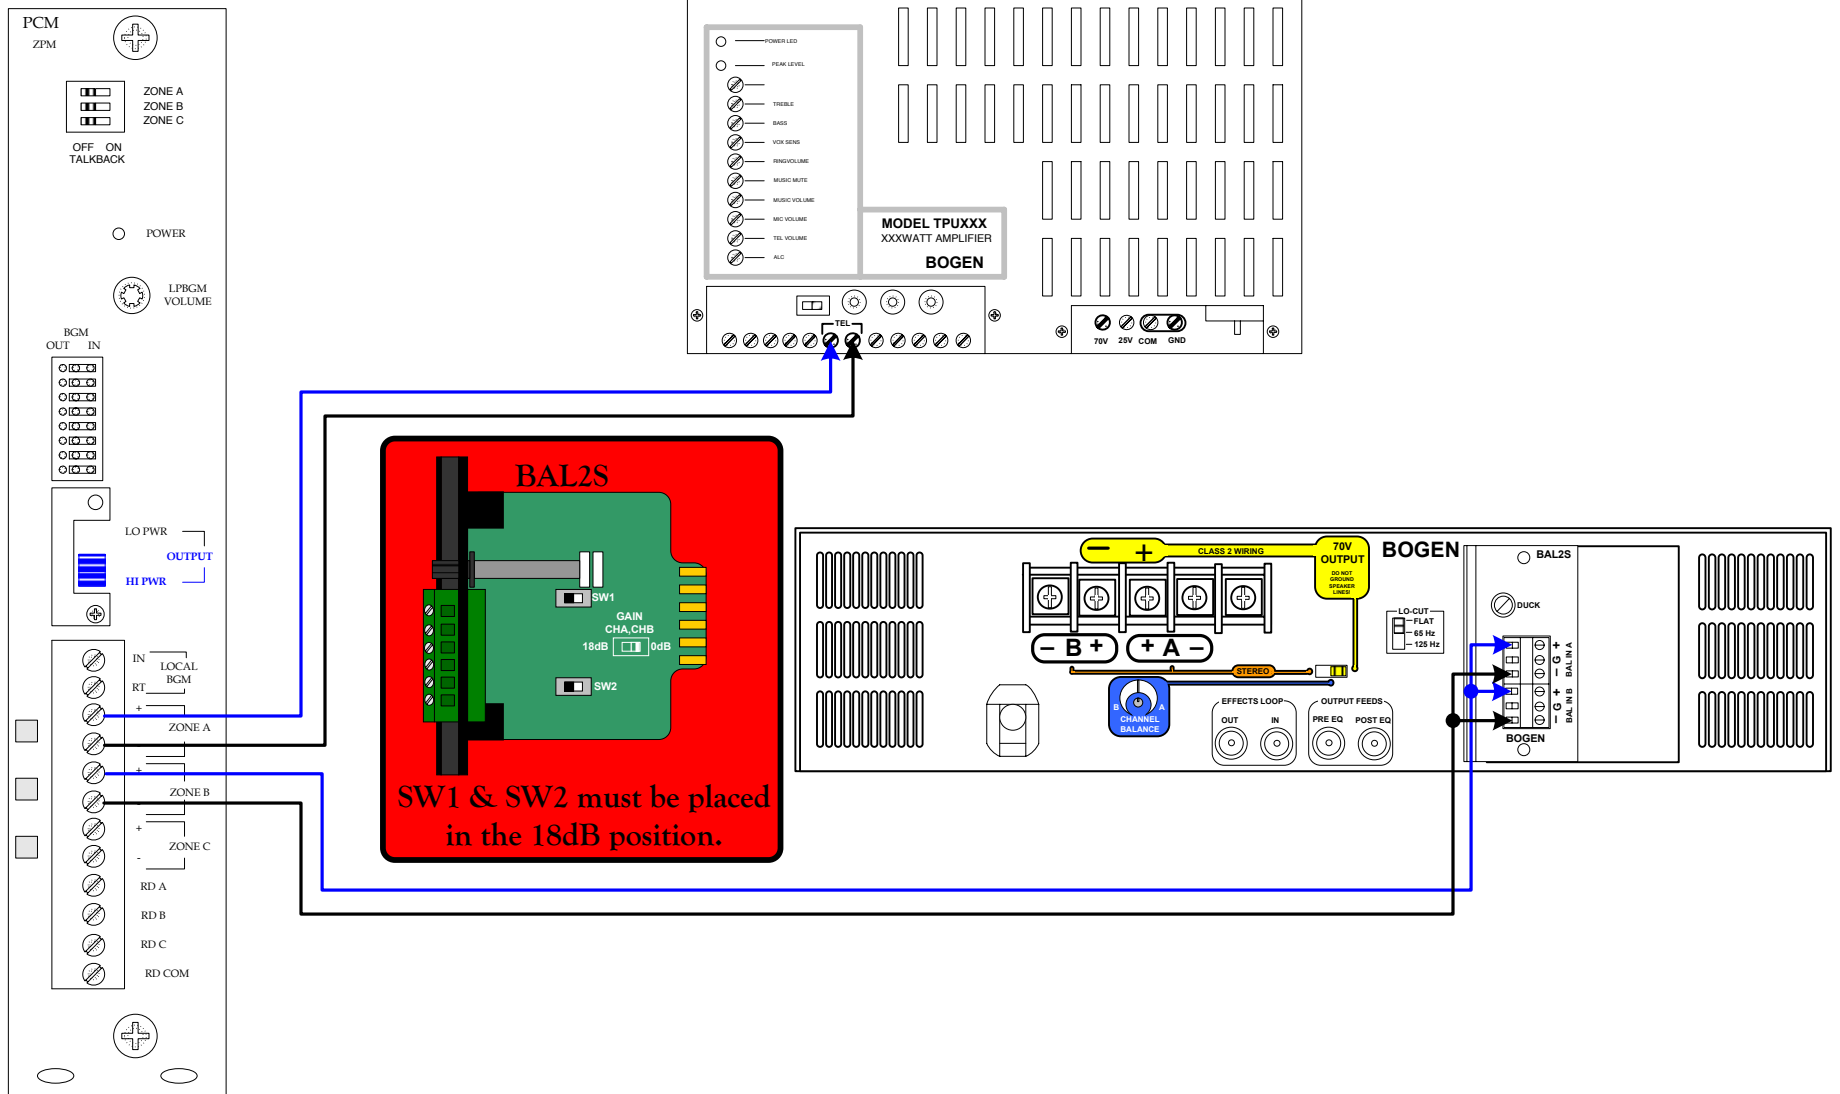 PCM
ZPM
ZONE A
ZONE B
ZONE C
OFF ON
TALKBACK
POWER
LPBGM
VOLUME
BGM
OUT IN
LO PWR
OUTPUT
HI PWR
IN
LOCAL
BGM
RT
+
ZONE A
-
+
ZONE B
-
+
ZONE C
-
RD A
RD B
RD C
RD COM
POWER LED
PEAK LEVEL
TREBLE
BASS
VOX SENS
RINGVOLUME
MUSIC MUTE
MUSIC VOLUME
MIC VOLUME
TEL VOLUME
ALC
MODEL TPUXXX
XXXWATT AMPLIFIER
BOGEN
TEL
70V 25V COM GND
BAL2S
SW1
GAIN
CHA,CHB
18dB 0dB
SW2
SW1 & SW2 must be placed
in the 18dB position.
− +
CLASS 2 WIRING
70V
OUTPUT
DO NOT
GROUND
SPEAKER
LINES!
BOGEN
− B +
+ A −
STEREO
B A
CHANNEL
BALANCE
LO-CUT
FLAT
65 Hz
125 Hz
EFFECTS LOOP
OUT IN
OUTPUT FEEDS
PRE EQ POST EQ
BAL2S
DUCK
+ G −
BAL IN A
+ G −
BAL IN B
BOGEN